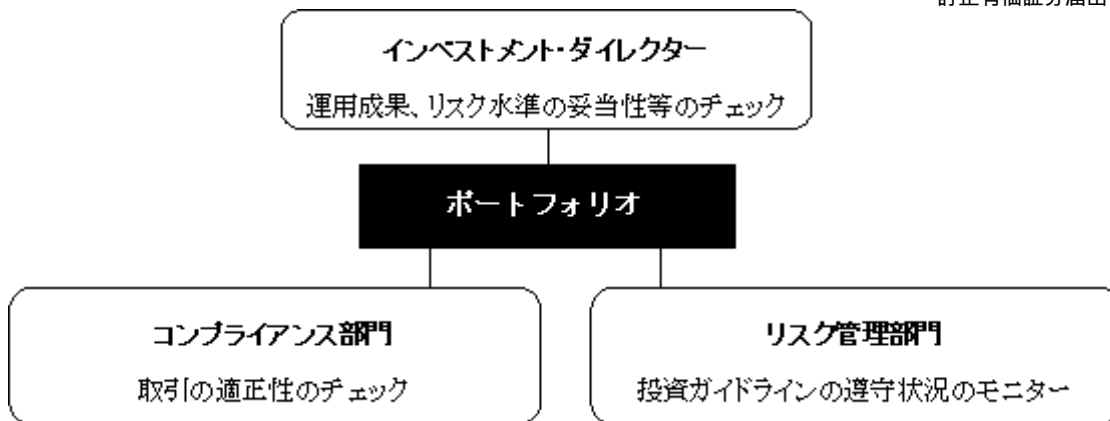 インベストメント・ダイレクター
運用成果、リスク水準の妥当性等のチェック
ポートフォリオ
コンプライアンス部門
取引の適正性のチェック
リスク管理部門
投資ガイドラインの遵守状況のモニター